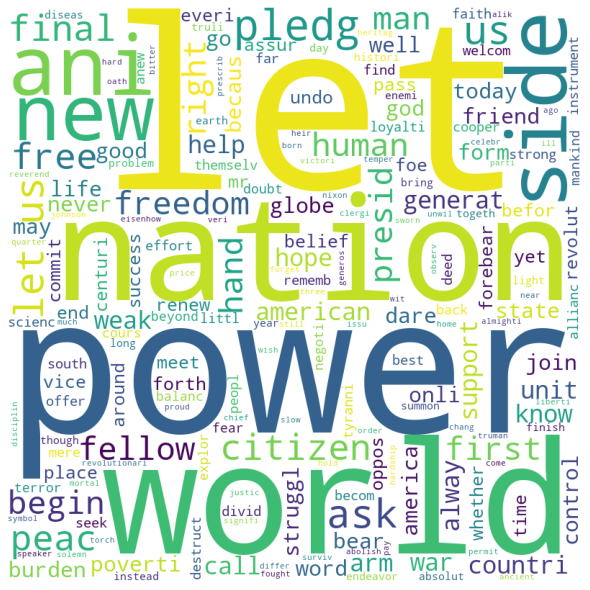 let
nation
power
world
new
ani
side
pledg
final
man
us
everi
go
assur
well
faith
diseas
alik
truli
anew
becaus
far
day
histori
welcom
instrument
hard
oath
bitter
prescrib
heritag
right
undo
pass
find
enemi
today
free
good
problem
help
earth
god
loyalti
friend
cooper
ago
human
foe
form
strong
mankind
us
life
themselv
heir
born
victori
temper
parti
celebr
ill
reverend
never
mr
doubt
bring
freedom
presid
generat
befor
revolut
johnson
eisenhow
veri
nixon
clergi
sworn
unwil
togeth
let us
may
quarter
globe
commit
centuri
success
effort
price
hand
belief
hope
forget
three
generos
deed
observ
forebear
yet
light
near
state
allianc
end
renew
american
rememb
wit
dare
back
scienc
much
weak
beyond
littl
cours
long
year
still
negoti
issu
home
support
almighti
south
vice
offer
meet
forth
balanc
around
peopl
wish
tyranni
best
summon
onli
unit
join
know
chang
liberti
disciplin
proud
chief
slow
order
truman
finish
though
mere
fear
fellow
citizen
first
explor
revolutionari
place
hold
oppos
hardship
america
alway
whether
come
time
control
terror
mortal
begin
seek
struggl
ask
symbol
justic
signifi
divid
becom
abolish
bear
peac
speaker
torch
solemn
destruct
call
word
differ
fought
surviv
pay
arm
war
countri
permit
burden
poverti
instead
endeavor
absolut
ancient